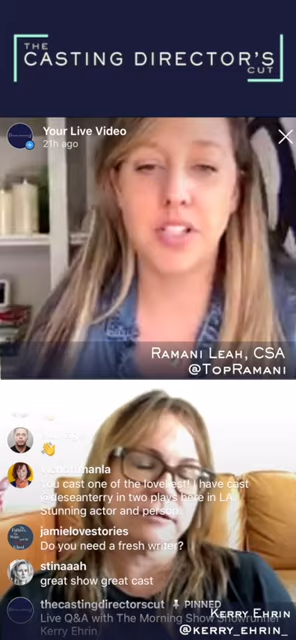 THE
CASTING DIRECTOR'S
CUT
Your Live Video
21h ago
RAMANI LEAH, CSA
@TOPRAMANI
👏
You cast one of the loveliest! I have cast
@deseanterry in two plays here in LA.
Stunning actor and person.
jamielovestories
Do you need a fresh writer?
stinaaah
great show great cast
thecastingdirectorscut PINNED
Live Q&A with The Morning Show Showrunner
Kerry Ehrin
KERRY EHRIN
@KERRY_EHRIN